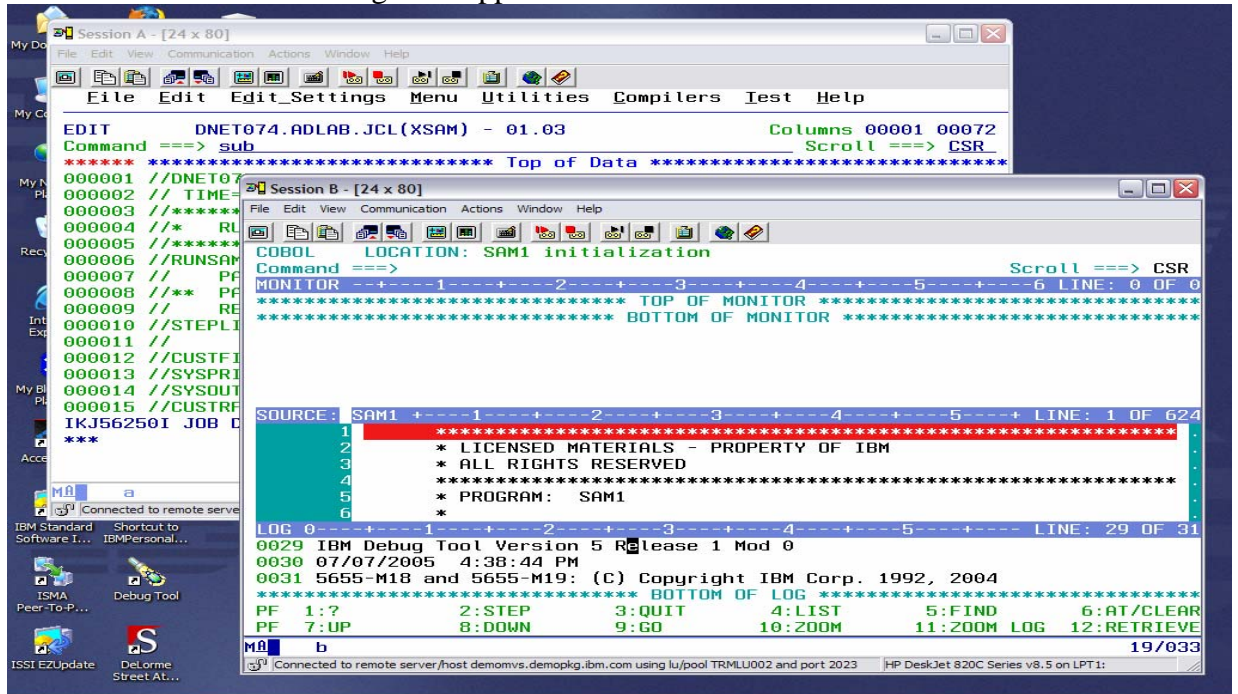 My Do
My Co
My N
Pl
Recy
Int
Exp
My Bl
Pl
Acce
Session A - [24 x 80]
File Edit View Communication Actions Window Help
File Edit Edit_Settings Menu Utilities Compilers Test Help
EDIT DNET074.ADLAB.JCL(XSAM) - 01.03 Columns 00001 00072
Command ===> sub Scroll ===> CSR
****** **************************** Top of Data ******************************
000001 //DNET07
000002 // TIME=
000003 //******
000004 //* RU
000005 //******
000006 //RUNSAM
000007 // PA
000008 //** PA
000009 // RE
000010 //STEPLI
000011 //
000012 //CUSTFI
000013 //SYSPRI
000014 //SYSOUT
000015 //CUSTRP
IKJ56250I JOB D
***
MA a
Connected to remote serve
Session B - [24 x 80]
File Edit View Communication Actions Window Help
COBOL LOCATION: SAM1 initialization
Command ===> Scroll ===> CSR
MONITOR --+----1----+----2----+----3----+----4----+----5----+----6 LINE: 0 OF 0
******************************* TOP OF MONITOR ********************************
****************************** BOTTOM OF MONITOR ******************************
SOURCE: SAM1 +----1----+----2----+----3----+----4----+----5----+ LINE: 1 OF 624
1 ************************************************************** .
2 * LICENSED MATERIALS - PROPERTY OF IBM .
3 * ALL RIGHTS RESERVED .
4 ************************************************************** .
5 * PROGRAM: SAM1 .
6 * .
LOG 0----+----1----+----2----+----3----+----4----+----5----+---- LINE: 29 OF 31
0029 IBM Debug Tool Version 5 Release 1 Mod 0
0030 07/07/2005 4:38:44 PM
0031 5655-M18 and 5655-M19: (C) Copyright IBM Corp. 1992, 2004
********************************* BOTTOM OF LOG *******************************
PF 1:? 2:STEP 3:QUIT 4:LIST 5:FIND 6:AT/CLEAR
PF 7:UP 8:DOWN 9:GO 10:ZOOM 11:ZOOM LOG 12:RETRIEVE
MA b 19/033
Connected to remote server/host demomvs.demopkg.ibm.com using lu/pool TRMLU002 and port 2023 HP DeskJet 820C Series v8.5 on LPT1:
IBM Standard
Software I...
Shortcut to
IBMPersonal...
ISMA
Peer-To-P...
Debug Tool
ISSI EZUpdate
DeLorme
Street At...